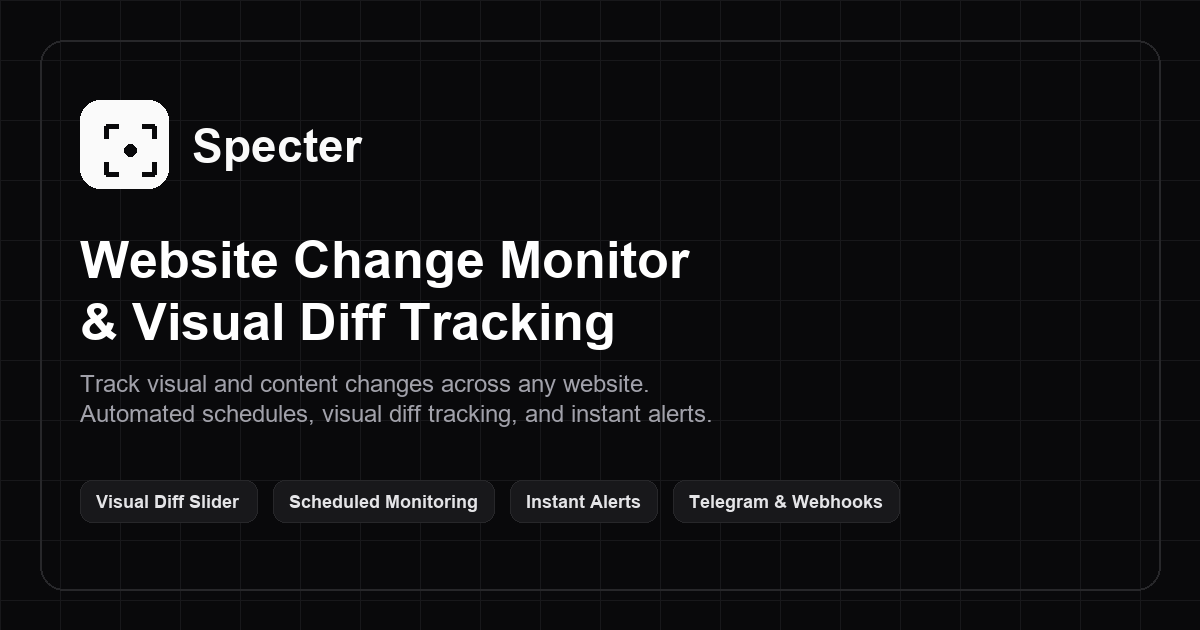 Specter
Website Change Monitor
& Visual Diff Tracking
Track visual and content changes across any website.
Automated schedules, visual diff tracking, and instant alerts.
Visual Diff Slider
Scheduled Monitoring
Instant Alerts
Telegram & Webhooks